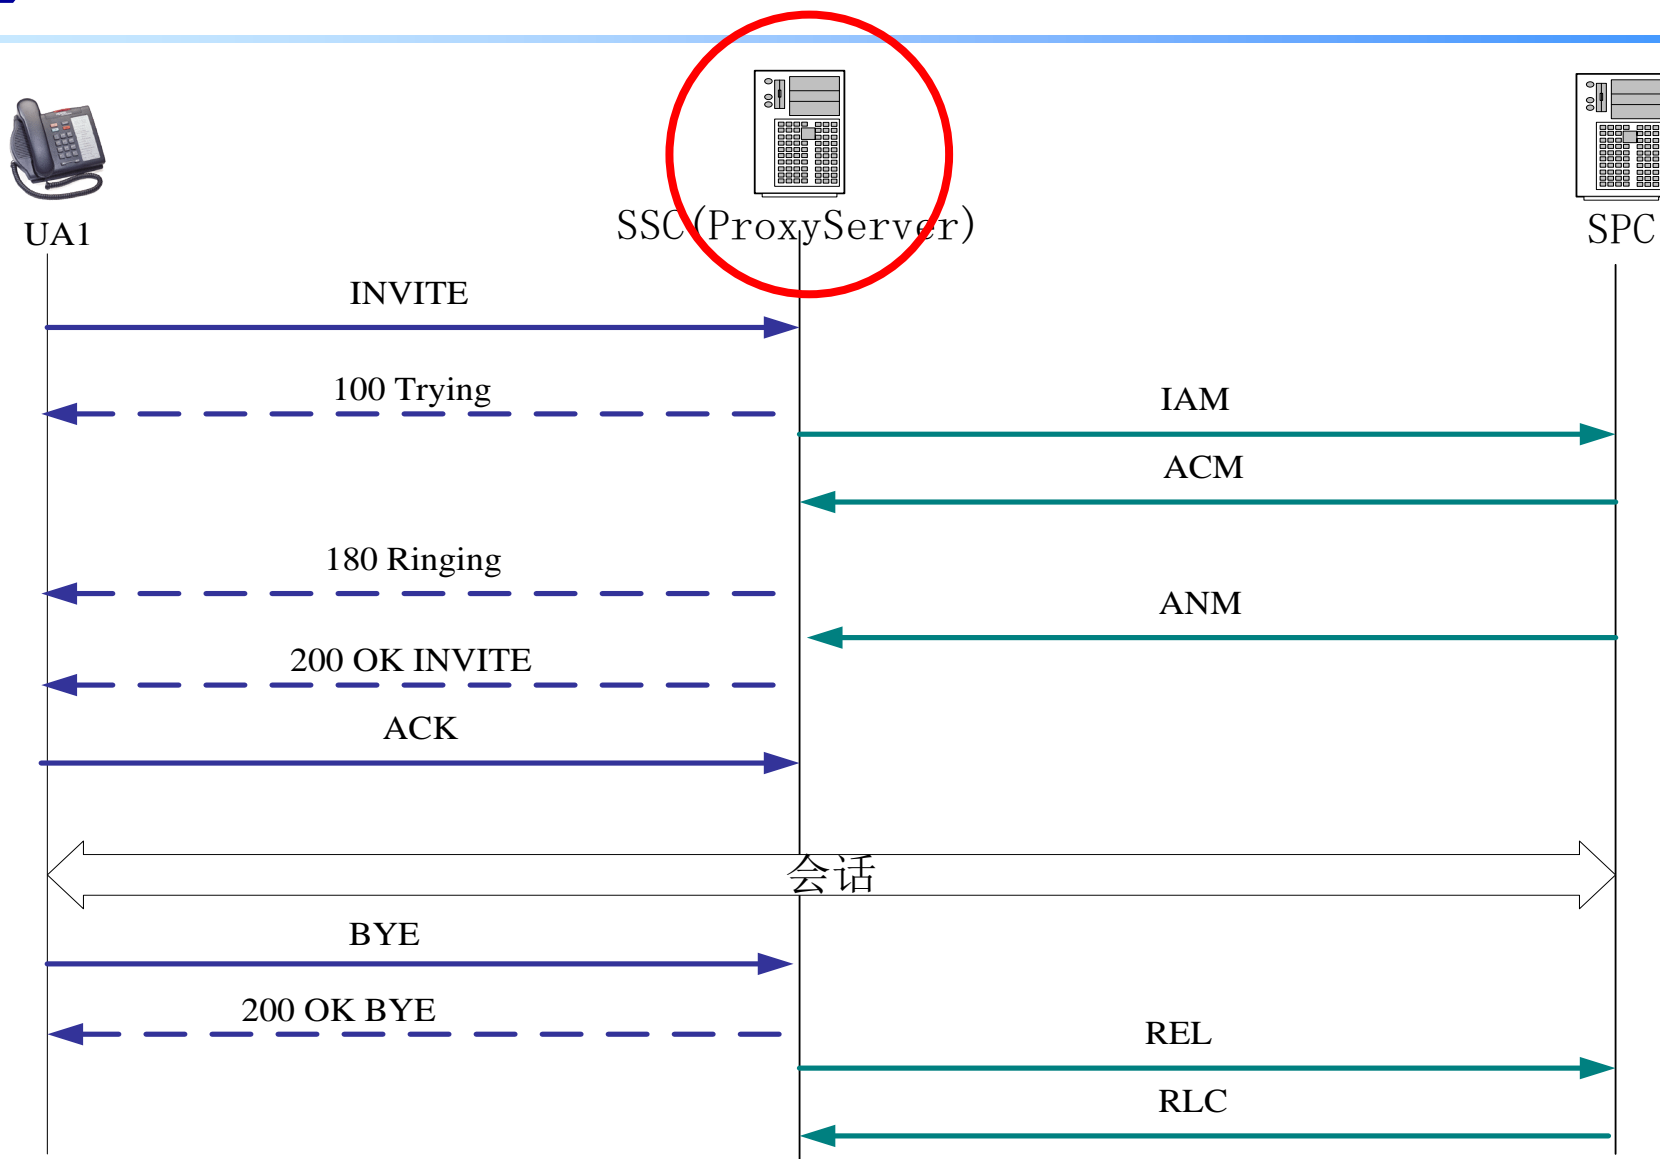 UA1
SSC(ProxyServer)
SPC
INVITE
100 Trying
IAM
ACM
180 Ringing
ANM
200 OK INVITE
ACK
会话
BYE
200 OK BYE
REL
RLC